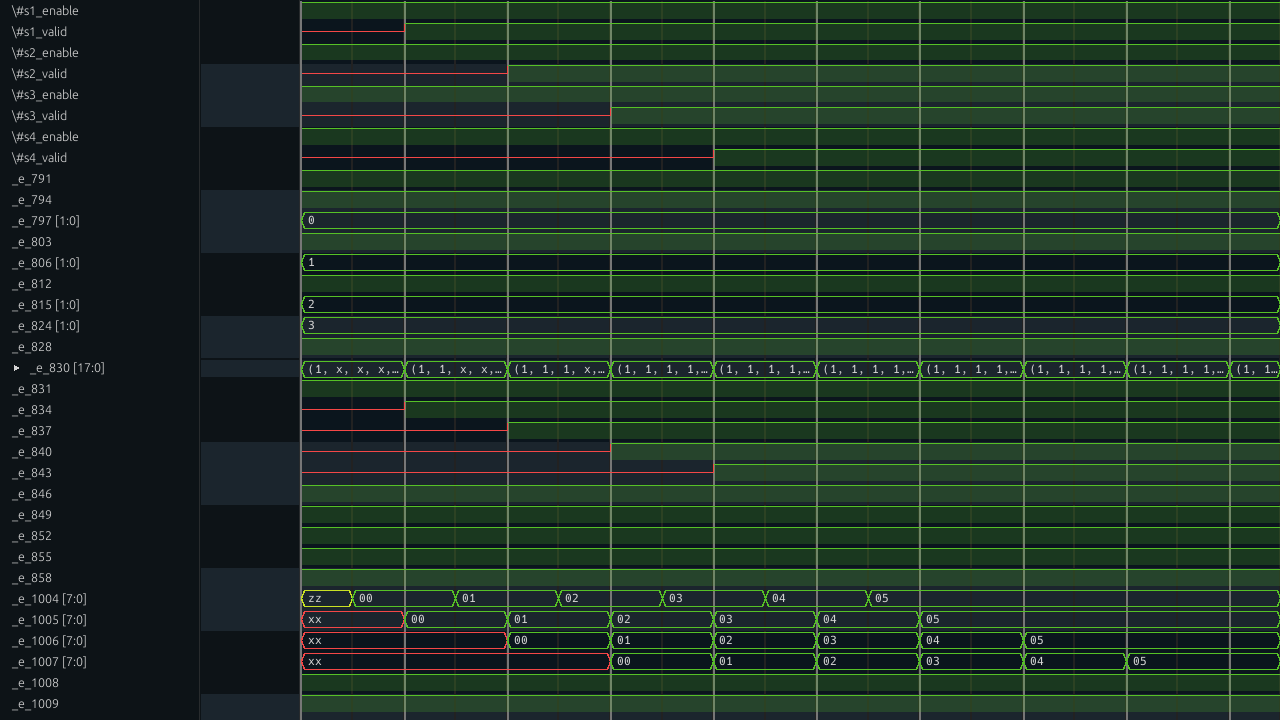 \#s1_enable
\#s1_valid
\#s2_enable
\#s2_valid
\#s3_enable
\#s3_valid
\#s4_enable
\#s4_valid
_e_791
_e_794
_e_797 [1:0] 0
_e_803
_e_806 [1:0] 1
_e_812
_e_815 [1:0] 2
_e_824 [1:0] 3
_e_828
_e_830 [17:0] (1, x, x, x,… (1, 1, x, x,… (1, 1, 1, x,… (1, 1, 1, 1,… (1, 1, 1, 1,… (1, 1, 1, 1,… (1, 1, 1, 1,… (1, 1, 1, 1,… (1, 1, 1, 1,… (1, 1…
_e_831
_e_834
_e_837
_e_840
_e_843
_e_846
_e_849
_e_852
_e_855
_e_858
_e_1004 [7:0] zz 00 01 02 03 04 05
_e_1005 [7:0] xx 00 01 02 03 04 05
_e_1006 [7:0] xx 00 01 02 03 04 05
_e_1007 [7:0] xx 00 01 02 03 04 05
_e_1008
_e_1009